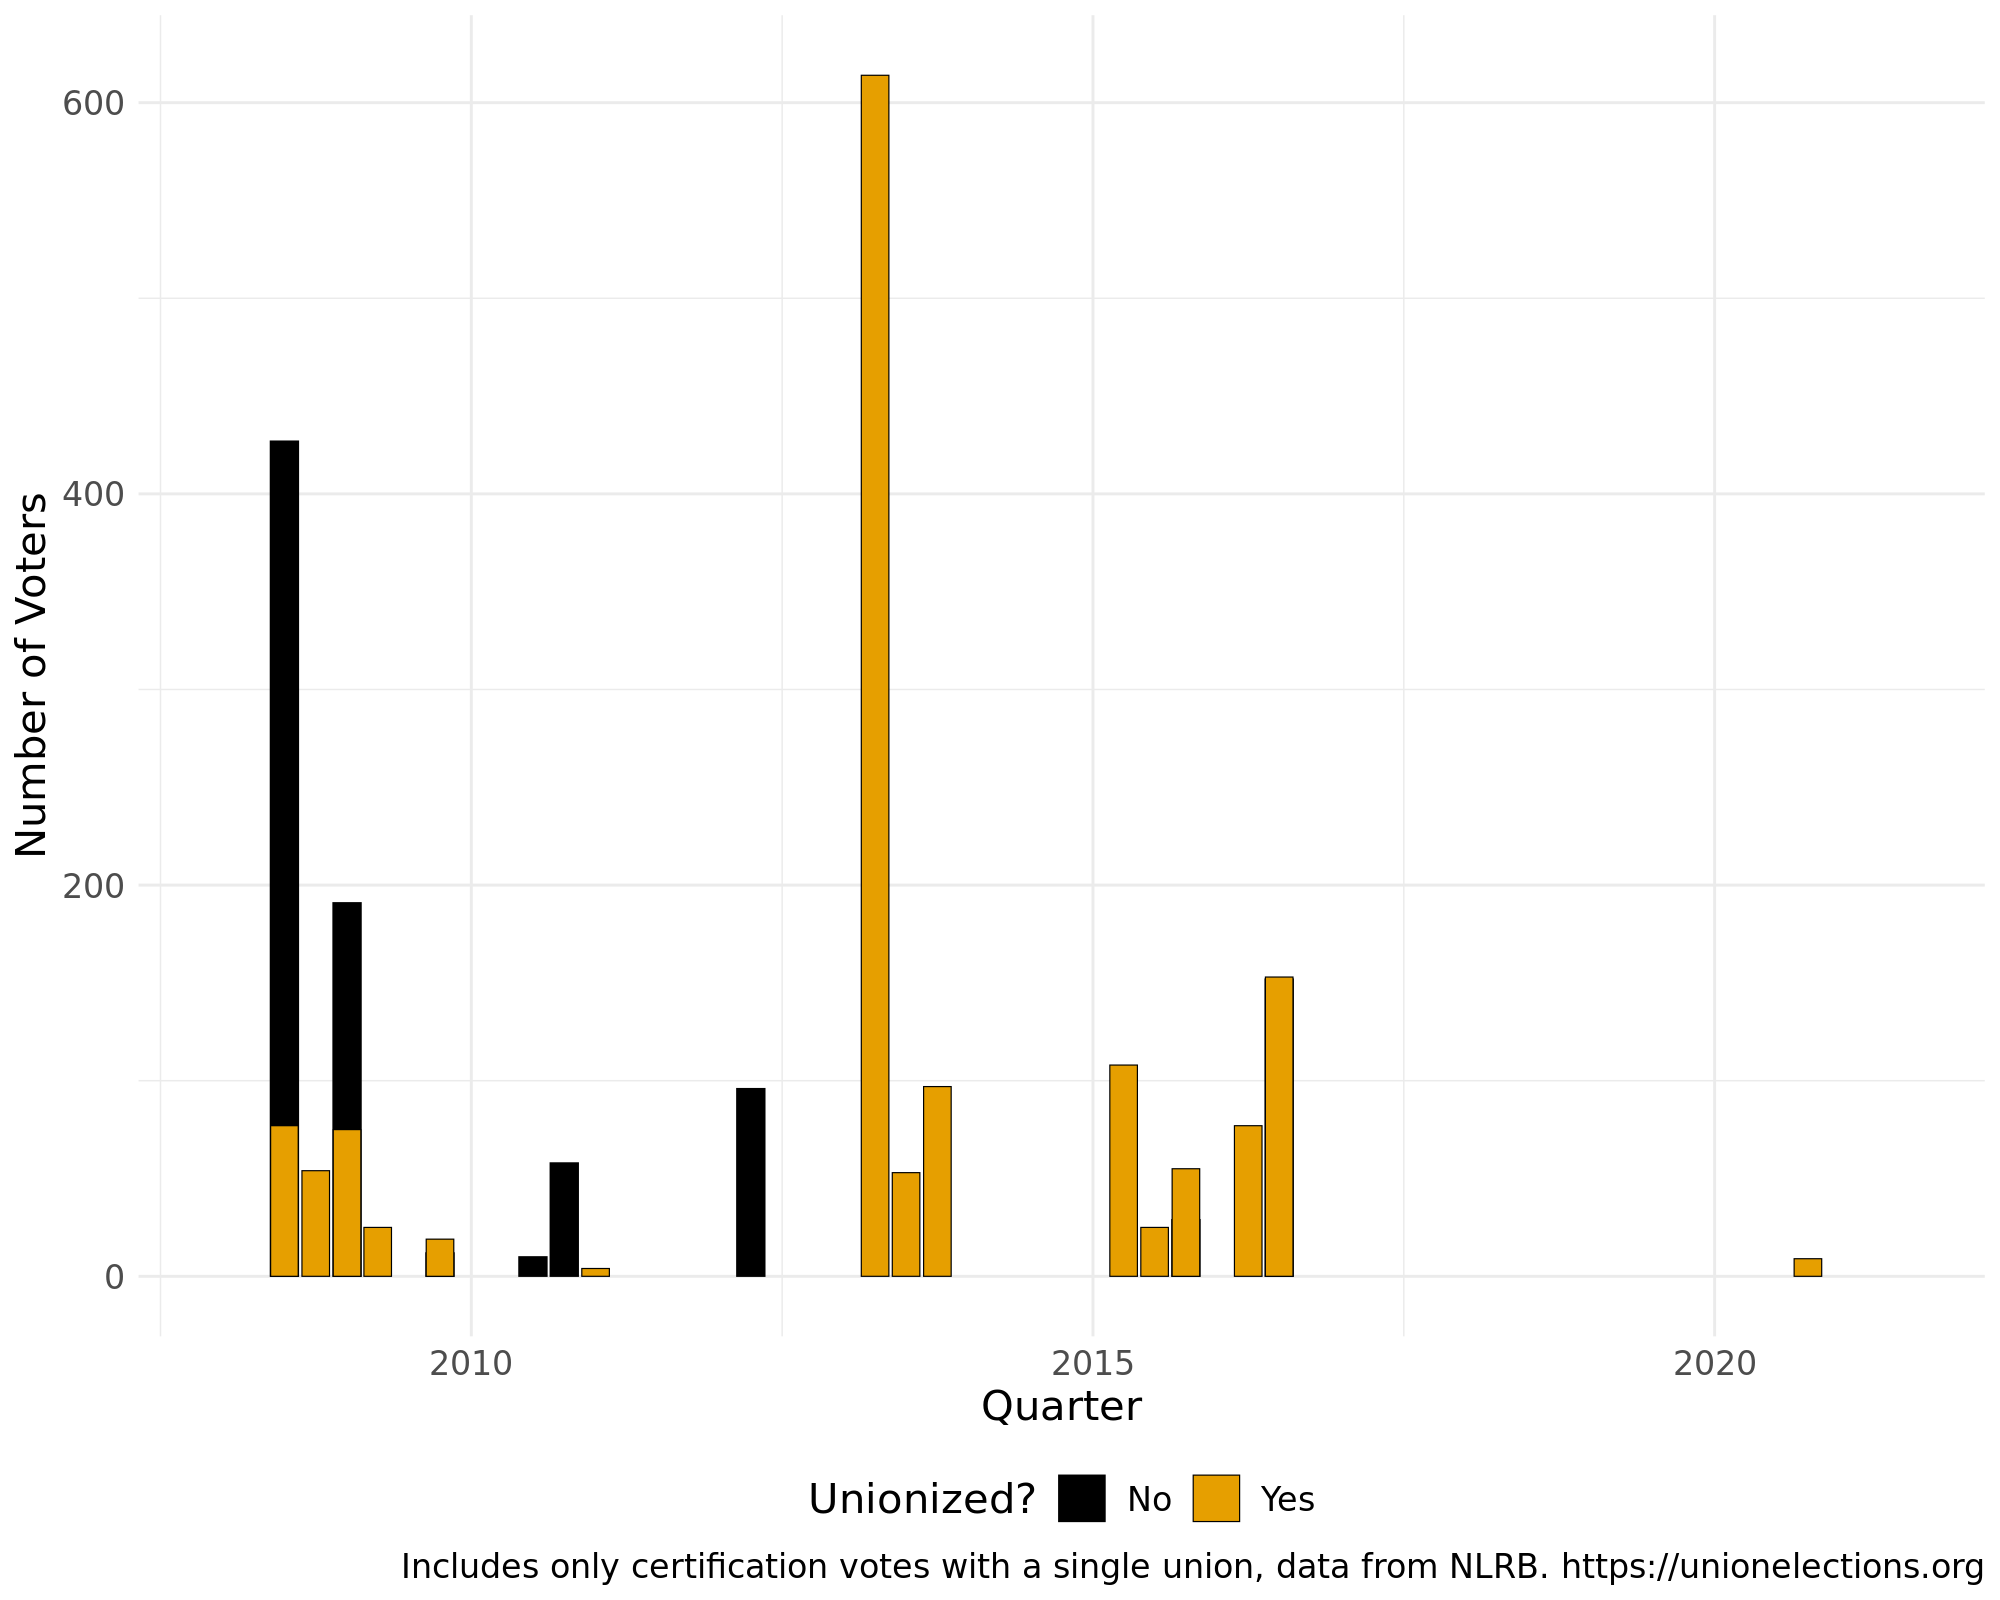 600
400
200
0
Number of Voters
2010
2015
2020
Quarter
Unionized? No Yes
Includes only certification votes with a single union, data from NLRB. https://unionelections.org